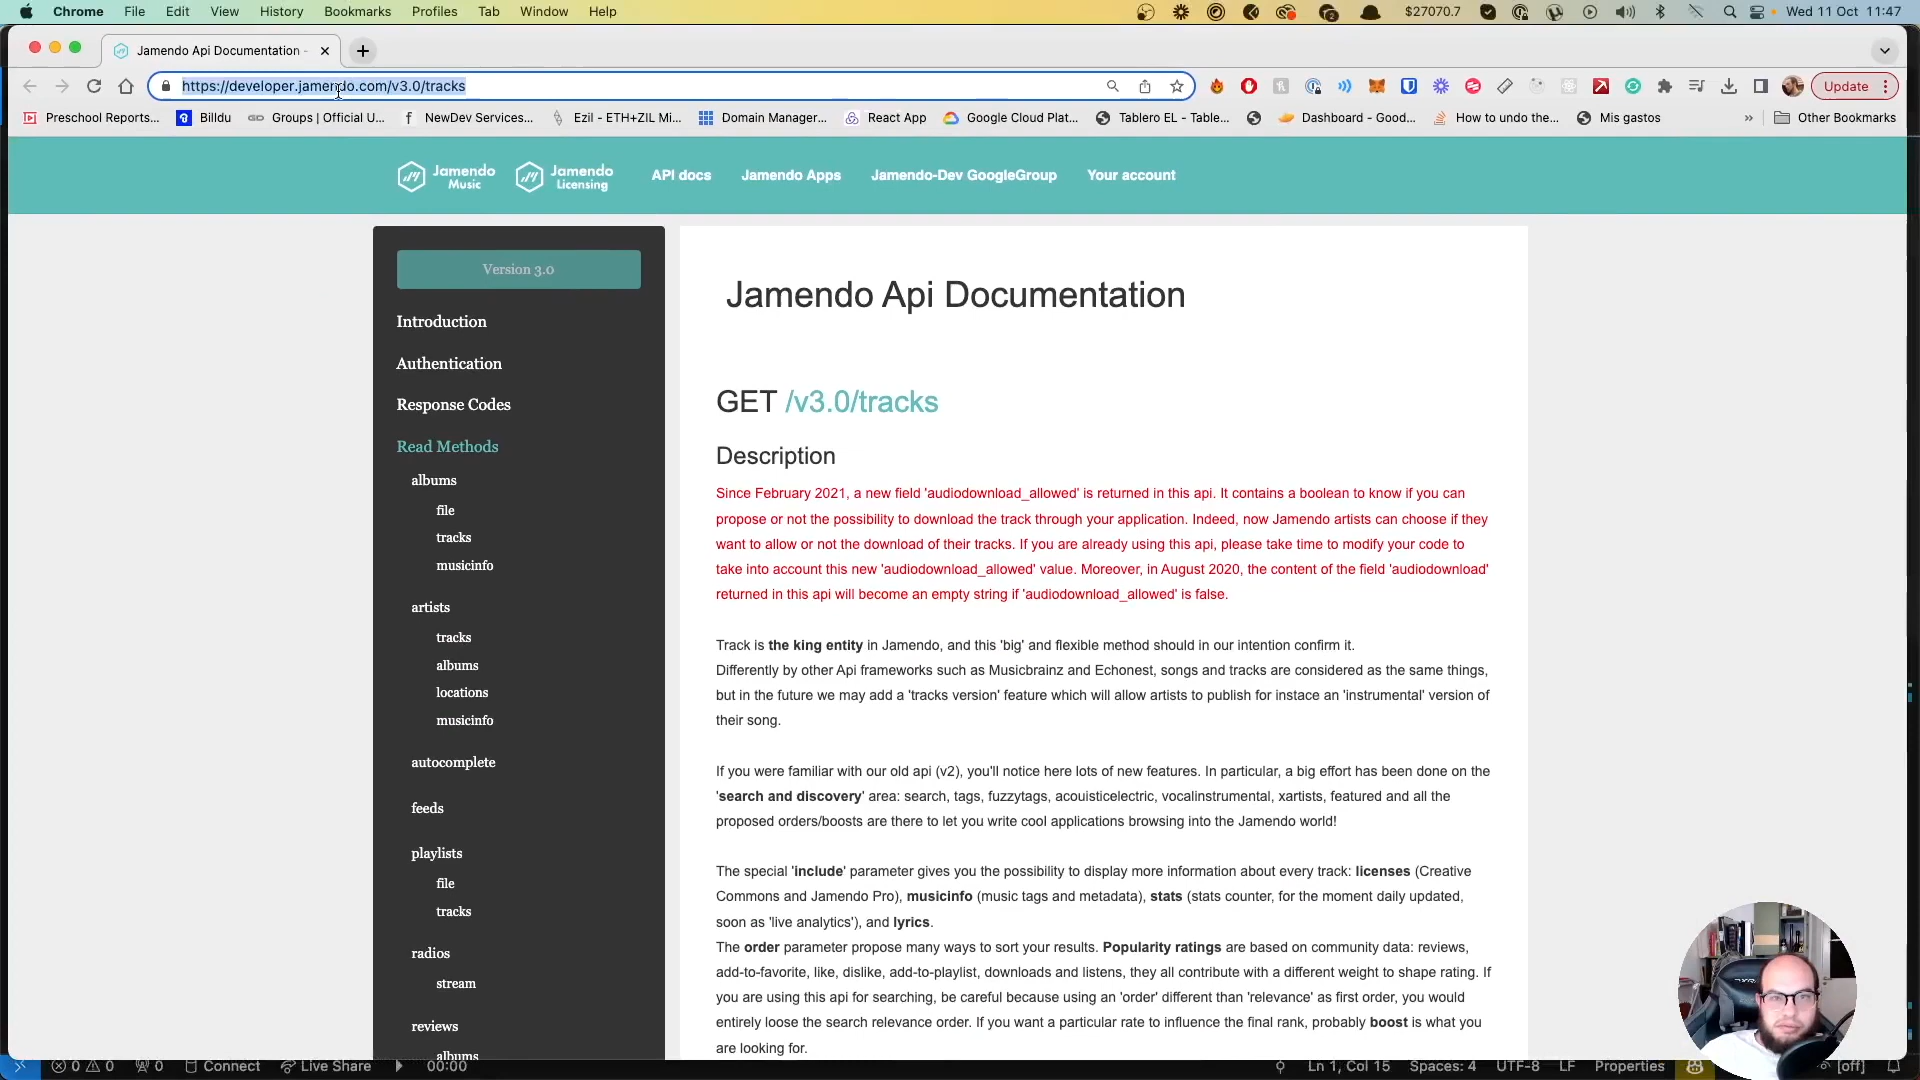 Chrome File Edit View History Bookmarks Profiles Tab Window Help $27070.7 Wed 11 Oct 11:47
Jamendo Api Documentation -
https://developer.jamendo.com/v3.0/tracks Update
Preschool Reports... Billdu Groups | Official U... NewDev Services... Ezil - ETH+ZIL Mi... Domain Manager... React App Google Cloud Plat... Tablero EL - Table... Dashboard - Good... How to undo the... Mis gastos » Other Bookmarks
Jamendo Music Jamendo Licensing API docs Jamendo Apps Jamendo-Dev GoogleGroup Your account
Version 3.0
Introduction
Authentication
Response Codes
Read Methods
albums
file
tracks
musicinfo
artists
tracks
albums
locations
musicinfo
autocomplete
feeds
playlists
file
tracks
radios
stream
reviews
albums
Jamendo Api Documentation
GET /v3.0/tracks
Description
Since February 2021, a new field 'audiodownload_allowed' is returned in this api. It contains a boolean to know if you can
propose or not the possibility to download the track through your application. Indeed, now Jamendo artists can choose if they
want to allow or not the download of their tracks. If you are already using this api, please take time to modify your code to
take into account this new 'audiodownload_allowed' value. Moreover, in August 2020, the content of the field 'audiodownload'
returned in this api will become an empty string if 'audiodownload_allowed' is false.
Track is the king entity in Jamendo, and this 'big' and flexible method should in our intention confirm it.
Differently by other Api frameworks such as Musicbrainz and Echonest, songs and tracks are considered as the same things,
but in the future we may add a 'tracks version' feature which will allow artists to publish for instace an 'instrumental' version of
their song.
If you were familiar with our old api (v2), you'll notice here lots of new features. In particular, a big effort has been done on the
'search and discovery' area: search, tags, fuzzytags, acouisticelectric, vocalinstrumental, xartists, featured and all the
proposed orders/boosts are there to let you write cool applications browsing into the Jamendo world!
The special 'include' parameter gives you the possibility to display more information about every track: licenses (Creative
Commons and Jamendo Pro), musicinfo (music tags and metadata), stats (stats counter, for the moment daily updated,
soon as 'live analytics'), and lyrics.
The order parameter propose many ways to sort your results. Popularity ratings are based on community data: reviews,
add-to-favorite, like, dislike, add-to-playlist, downloads and listens, they all contribute with a different weight to shape rating. If
you are using this api for searching, be careful because using an 'order' different than 'relevance' as first order, you would
entirely loose the search relevance order. If you want a particular rate to influence the final rank, probably boost is what you
are looking for.
0 0 0 Connect Live Share 00:00 Ln 1, Col 15 Spaces: 4 UTF-8 LF Properties [off]